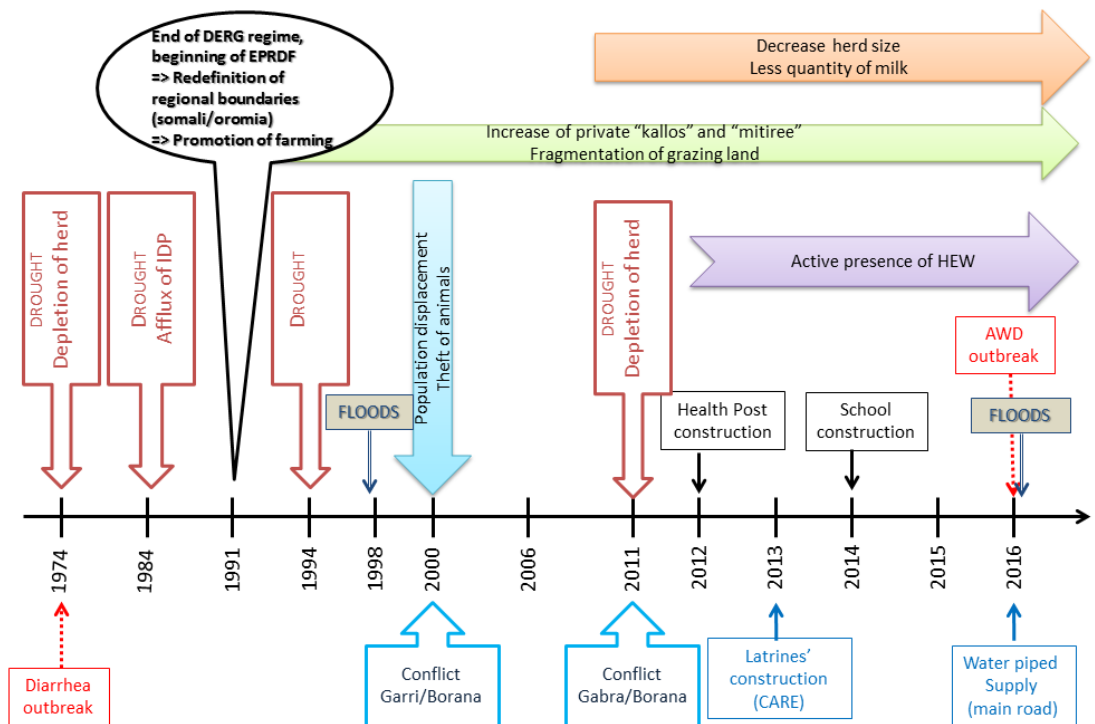 End of DERG regime,
beginning of EPRDF
=> Redefinition of
regional boundaries
(somali/oromia)
=> Promotion of farming
Decrease herd size
Less quantity of milk
Increase of private “kallos” and “mitiree”
Fragmentation of grazing land
Active presence of HEW
DROUGHT
Depletion of herd
DROUGHT
Afflux of IDP
DROUGHT
FLOODS
Population displacement
Theft of animals
DROUGHT
Depletion of herd
Health Post
construction
School
construction
AWD
outbreak
FLOODS
1974
1984
1991
1994
1998
2000
2006
2011
2012
2013
2014
2015
2016
Diarrhea
outbreak
Conflict
Garri/Borana
Conflict
Gabra/Borana
Latrines’
construction
(CARE)
Water piped
Supply
(main road)